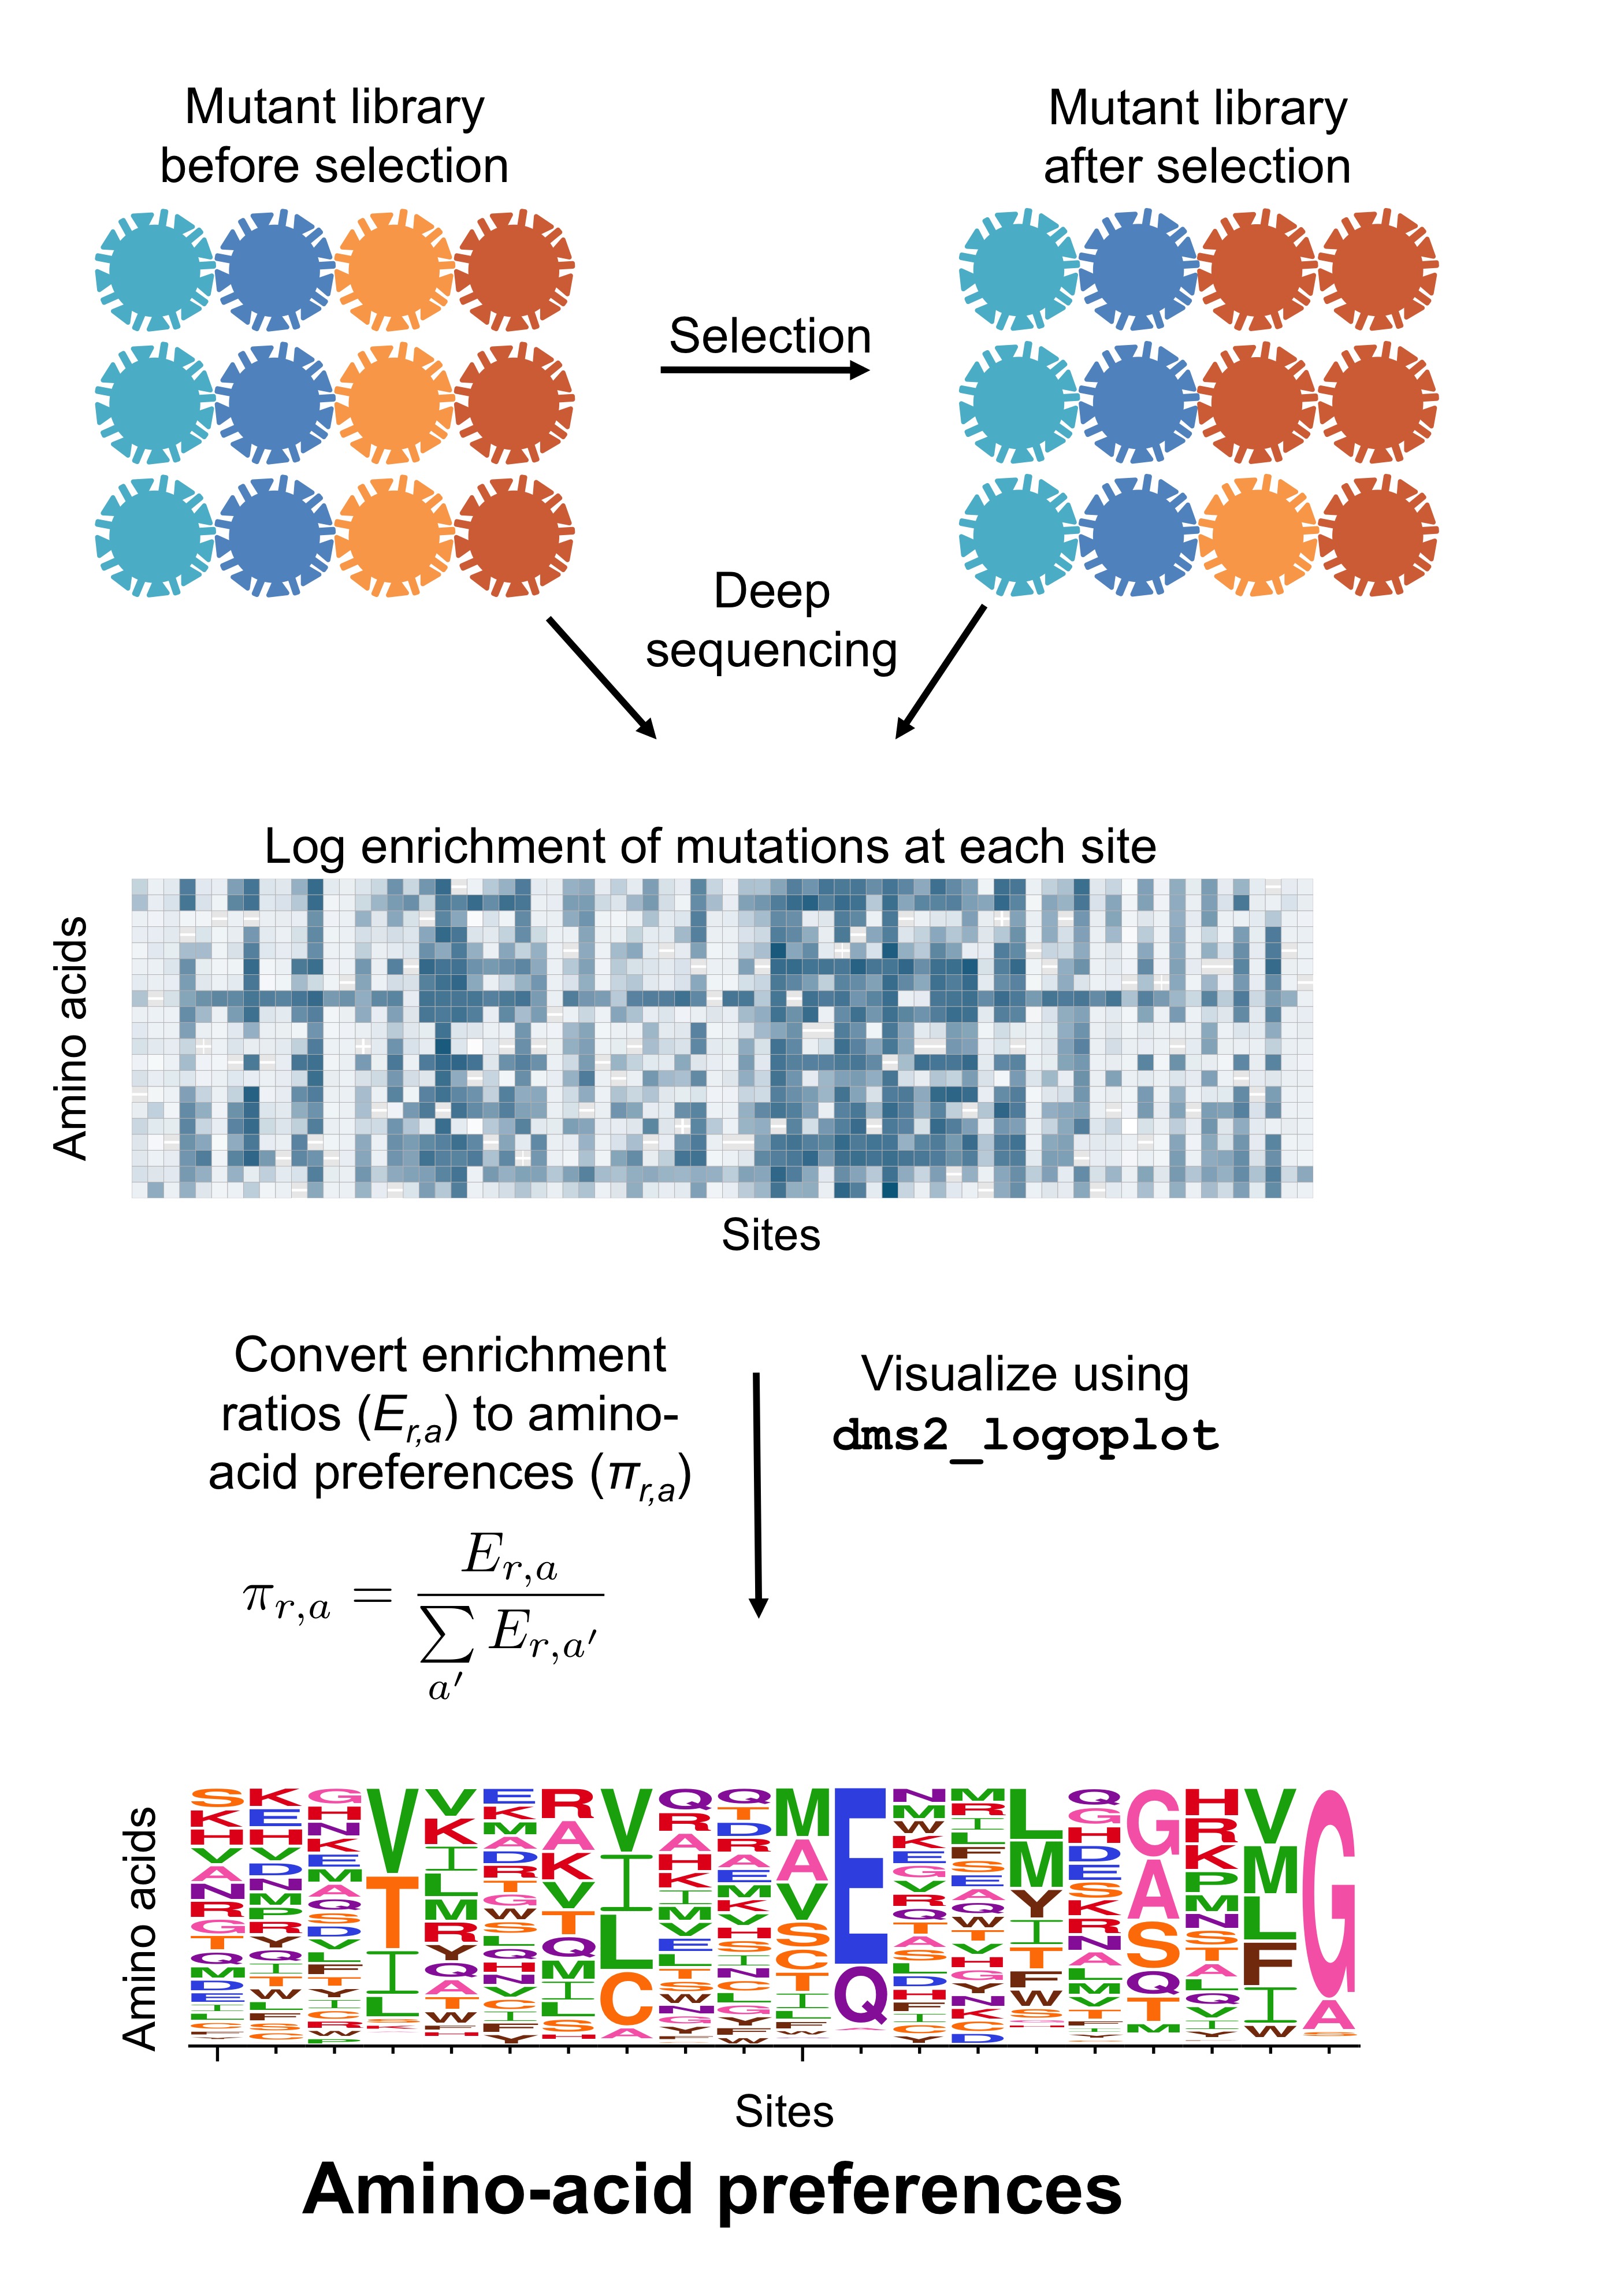 Mutant library
before selection
Mutant library
after selection
Selection
Deep
sequencing
Log enrichment of mutations at each site
Amino acids
Sites
Convert enrichment
ratios (E_{r,a}) to amino-
acid preferences (π_{r,a})
Visualize using
dms2_logoplot
π_{r,a} = \frac{E_{r,a}}{\sum_{a'} E_{r,a'}}
Amino acids
Sites
Amino-acid preferences